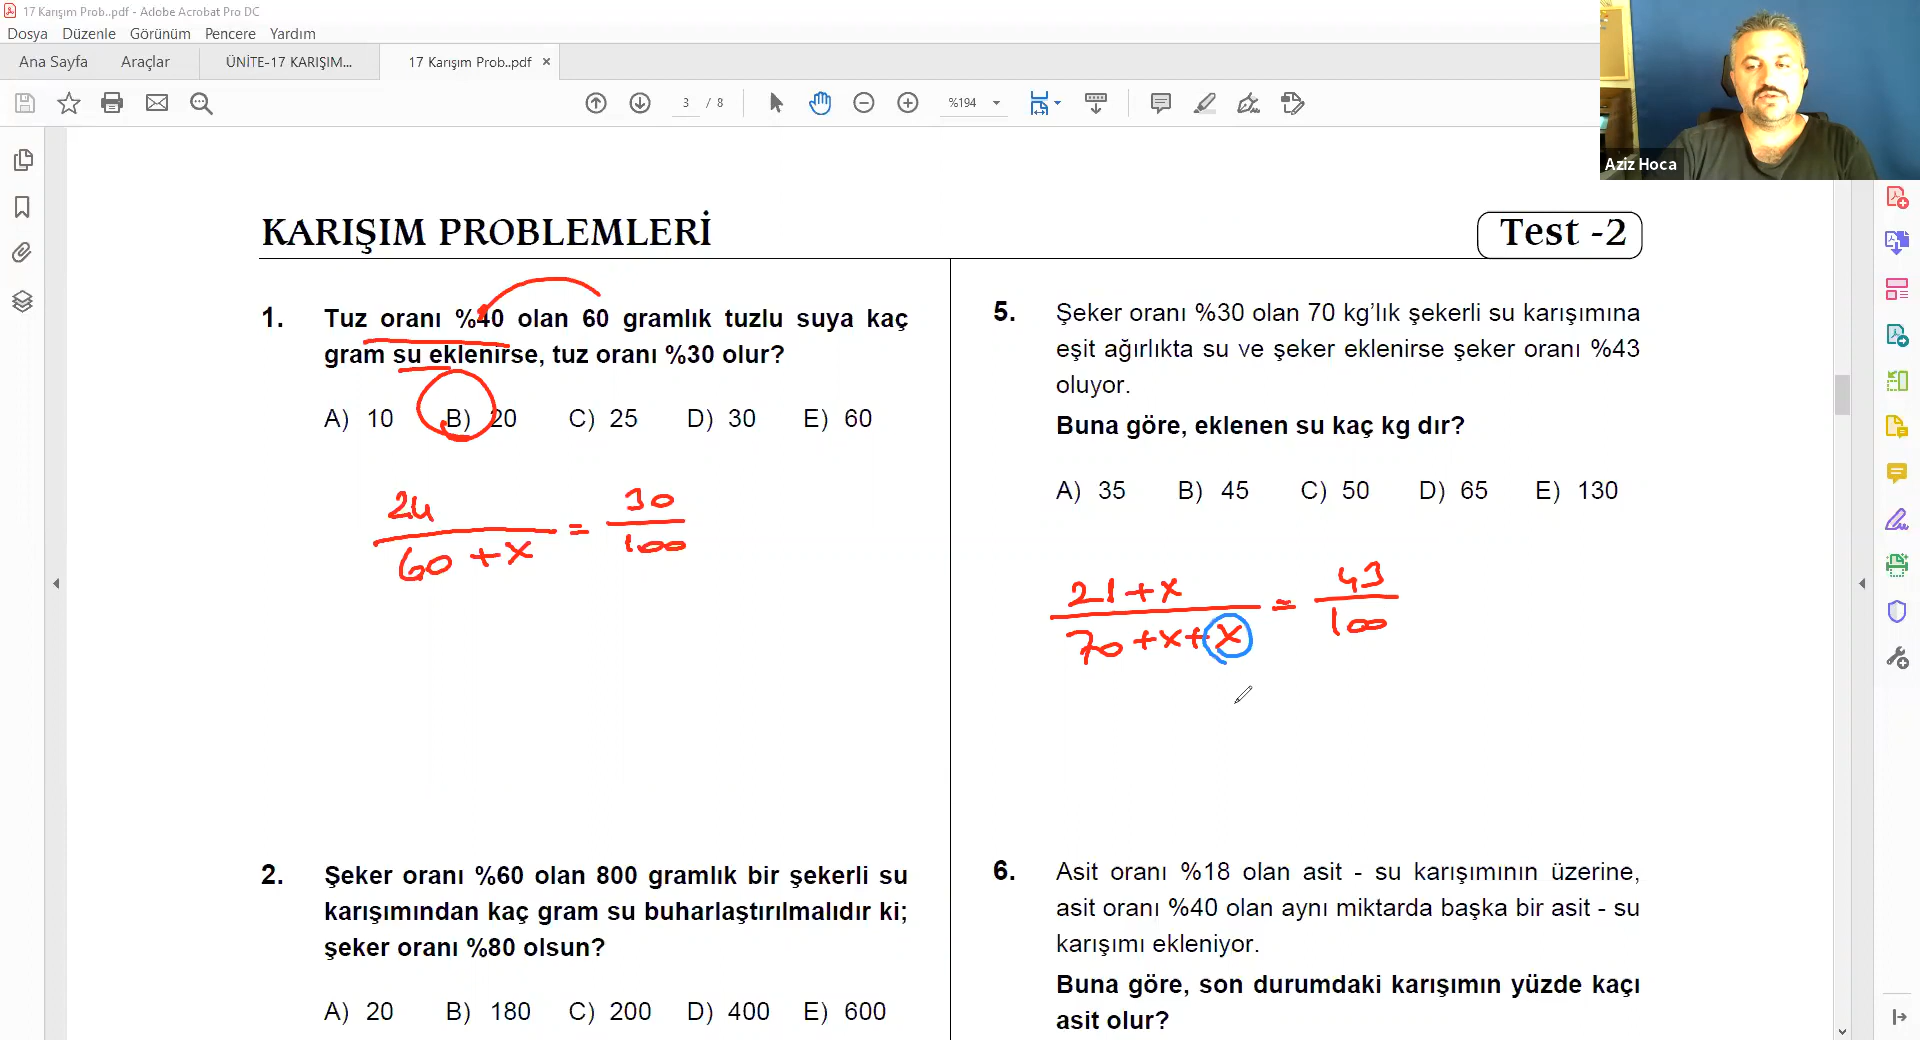 17 Karışım Prob..pdf - Adobe Acrobat Pro DC
Dosya Düzenle Görünüm Pencere Yardım
Ana Sayfa Araçlar ÜNİTE-17 KARIŞIM... 17 Karışım Prob..pdf ×
3 / 8 %194
Aziz Hoca
KARIŞIM PROBLEMLERİ
Test -2
1. Tuz oranı %40 olan 60 gramlık tuzlu suya kaç
gram su eklenirse, tuz oranı %30 olur?
A) 10 B) 20 C) 25 D) 30 E) 60
24 / 60 + x = 30 / 100
2. Şeker oranı %60 olan 800 gramlık bir şekerli su
karışımından kaç gram su buharlaştırılmalıdır ki;
şeker oranı %80 olsun?
A) 20 B) 180 C) 200 D) 400 E) 600
5. Şeker oranı %30 olan 70 kg’lık şekerli su karışımına
eşit ağırlıkta su ve şeker eklenirse şeker oranı %43
oluyor.
Buna göre, eklenen su kaç kg dır?
A) 35 B) 45 C) 50 D) 65 E) 130
21 + x / 70 + x + x = 43 / 100
6. Asit oranı %18 olan asit - su karışımının üzerine,
asit oranı %40 olan aynı miktarda başka bir asit - su
karışımı ekleniyor.
Buna göre, son durumdaki karışımın yüzde kaçı
asit olur?